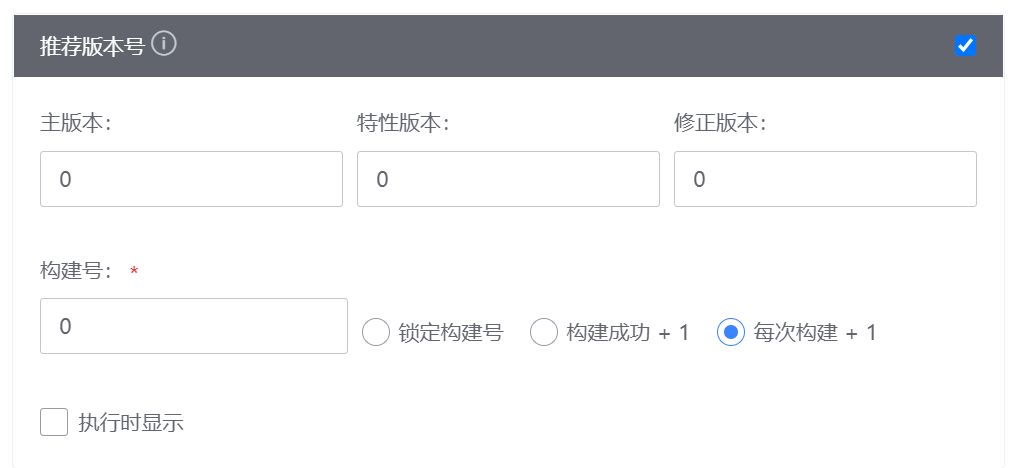 推荐版本号
主版本： 特性版本： 修正版本：
0 0 0
构建号： *
0 锁定构建号 构建成功 + 1 每次构建 + 1
执行时显示